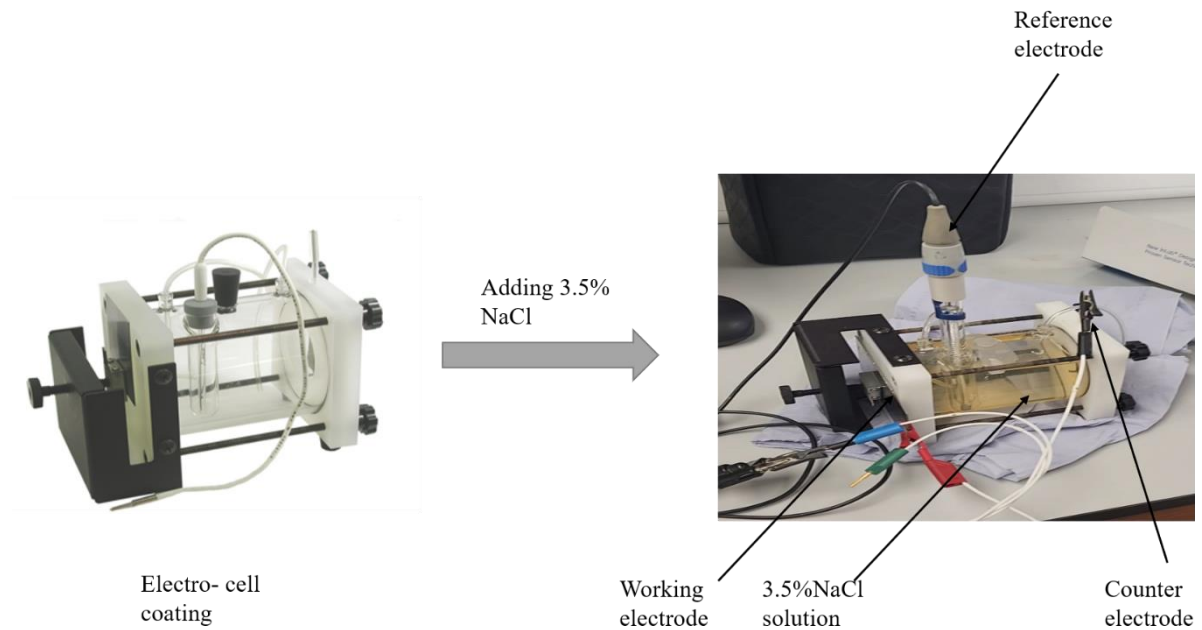 Reference
electrode
Adding 3.5%
NaCl
Electro- cell
coating
Working
electrode
3.5%NaCl
solution
Counter
electrode